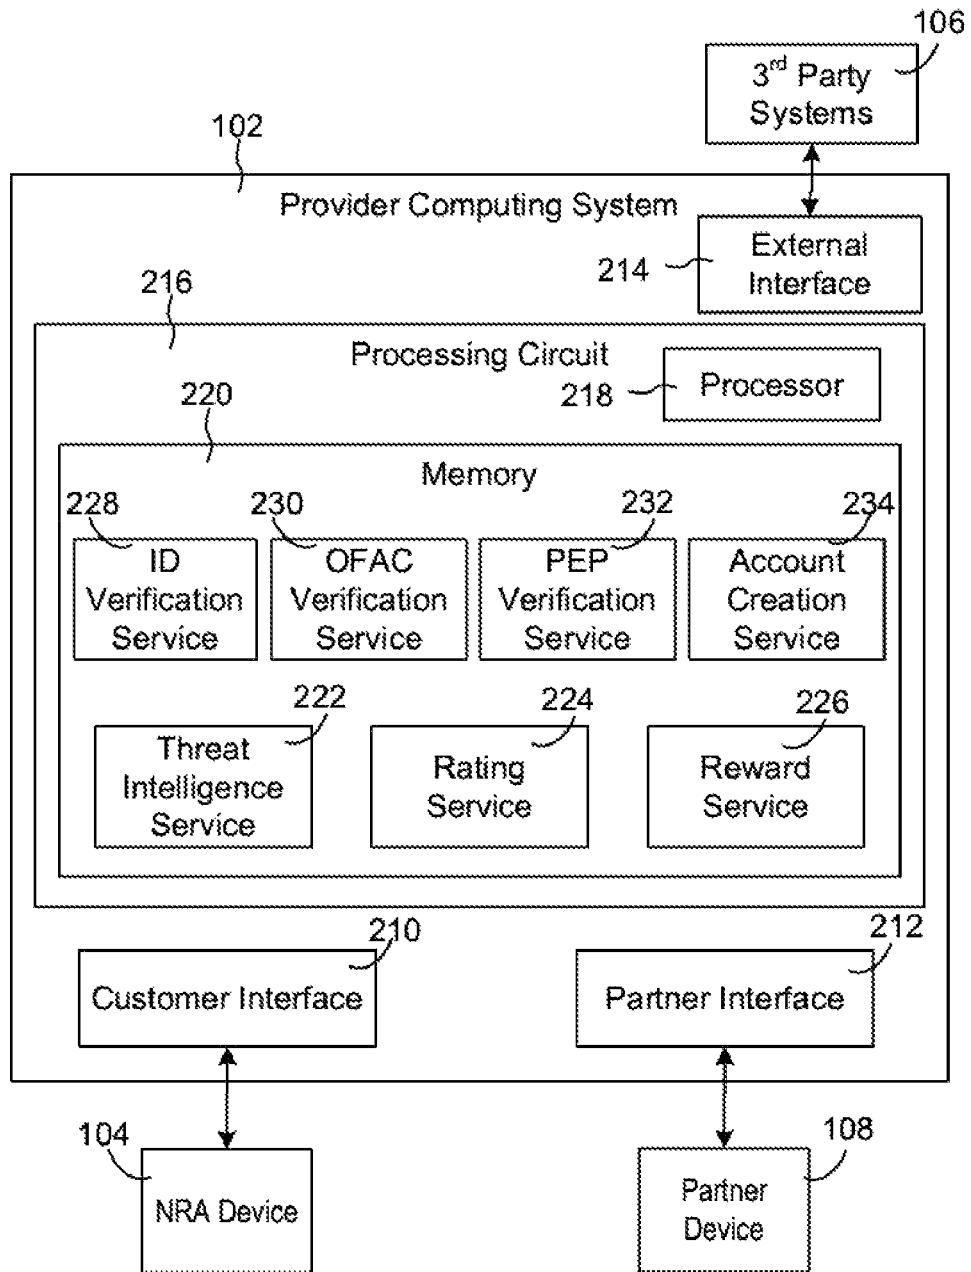 106
3rd Party
Systems
102
Provider Computing System
External
Interface
214
216
Processing Circuit
Processor
218
220
Memory
228
230
232
234
ID
Verification
Service
OFAC
Verification
Service
PEP
Verification
Service
Account
Creation
Service
222
224
226
Threat
Intelligence
Service
Rating
Service
Reward
Service
210
212
Customer Interface
Partner Interface
104
108
NRA Device
Partner
Device